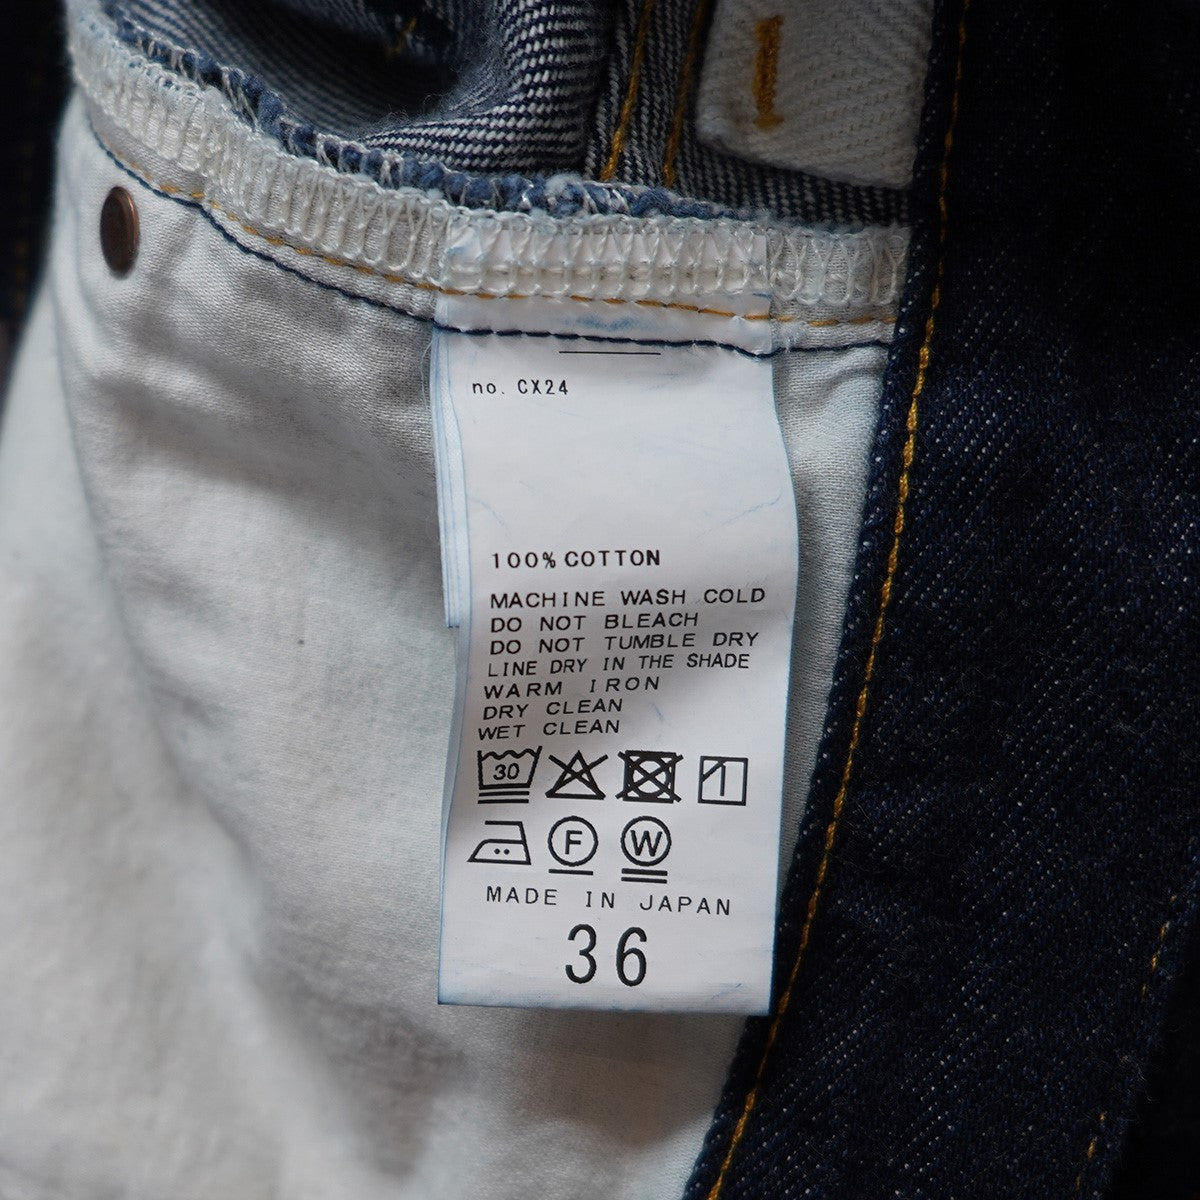 no. CX24
100% COTTON
MACHINE WASH COLD
DO NOT BLEACH
DO NOT TUMBLE DRY
LINE DRY IN THE SHADE
WARM IRON
DRY CLEAN
WET CLEAN
30
F W
MADE IN JAPAN
36